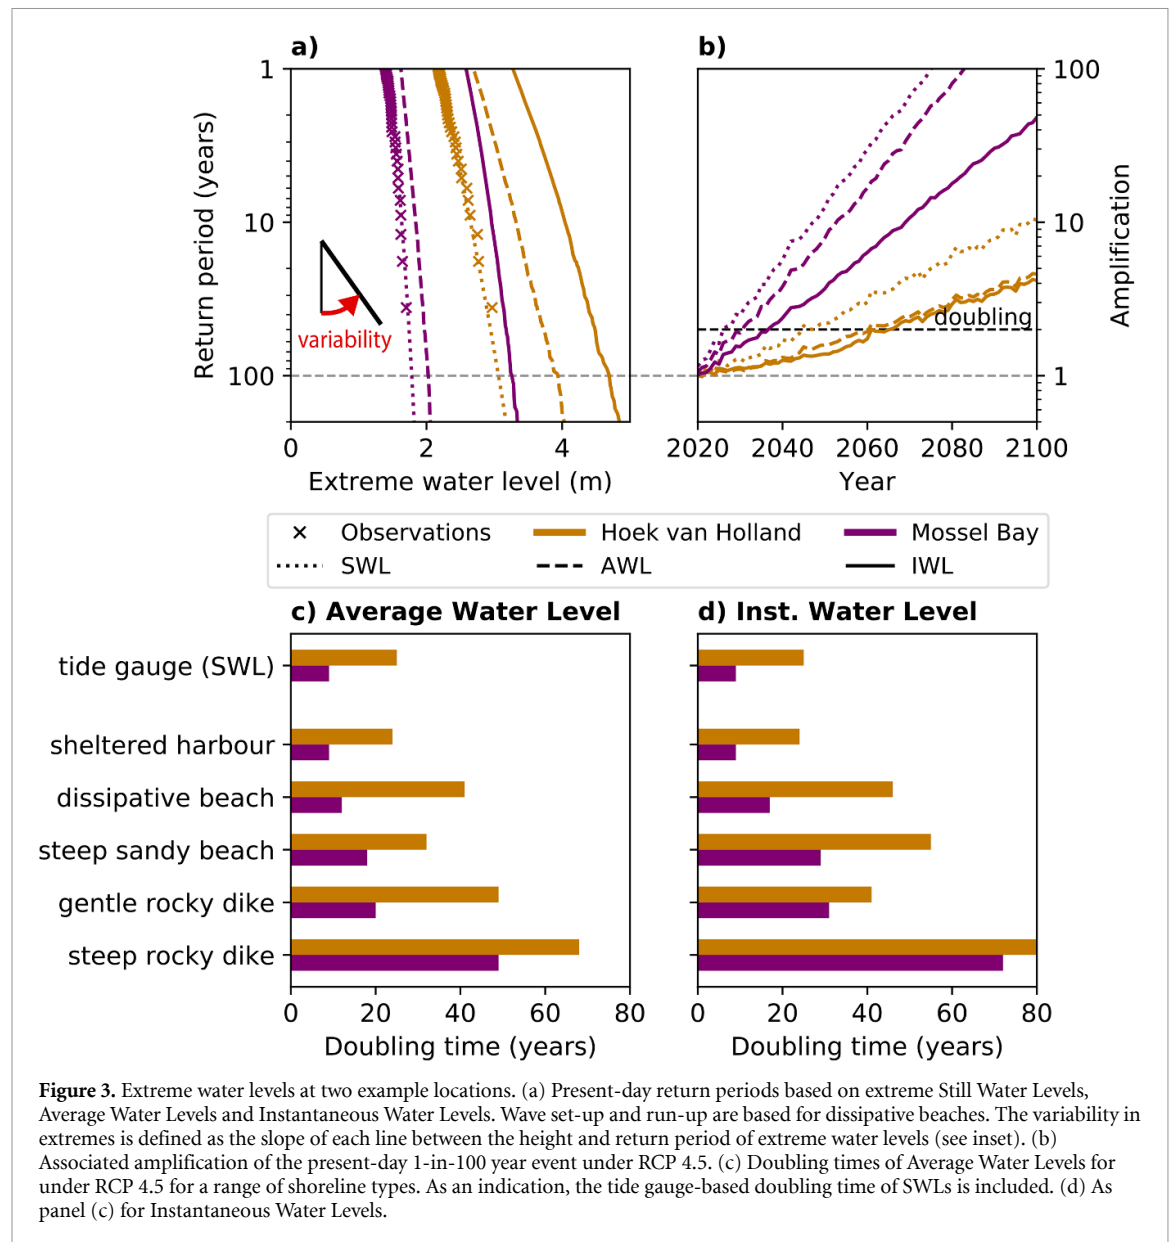 a)
b)
1
10
100
Return period (years)
variability
0
2
4
Extreme water level (m)
100
10
1
Amplification
doubling
2020
2040
2060
2080
2100
Year
Observations
Hoek van Holland
Mossel Bay
SWL
AWL
IWL
c) Average Water Level
d) Inst. Water Level
tide gauge (SWL)
sheltered harbour
dissipative beach
steep sandy beach
gentle rocky dike
steep rocky dike
0
20
40
60
80
Doubling time (years)
0
20
40
60
80
Doubling time (years)
Figure 3. Extreme water levels at two example locations. (a) Present-day return periods based on extreme Still Water Levels,
Average Water Levels and Instantaneous Water Levels. Wave set-up and run-up are based for dissipative beaches. The variability in
extremes is defined as the slope of each line between the height and return period of extreme water levels (see inset). (b)
Associated amplification of the present-day 1-in-100 year event under RCP 4.5. (c) Doubling times of Average Water Levels for
under RCP 4.5 for a range of shoreline types. As an indication, the tide gauge-based doubling time of SWLs is included. (d) As
panel (c) for Instantaneous Water Levels.